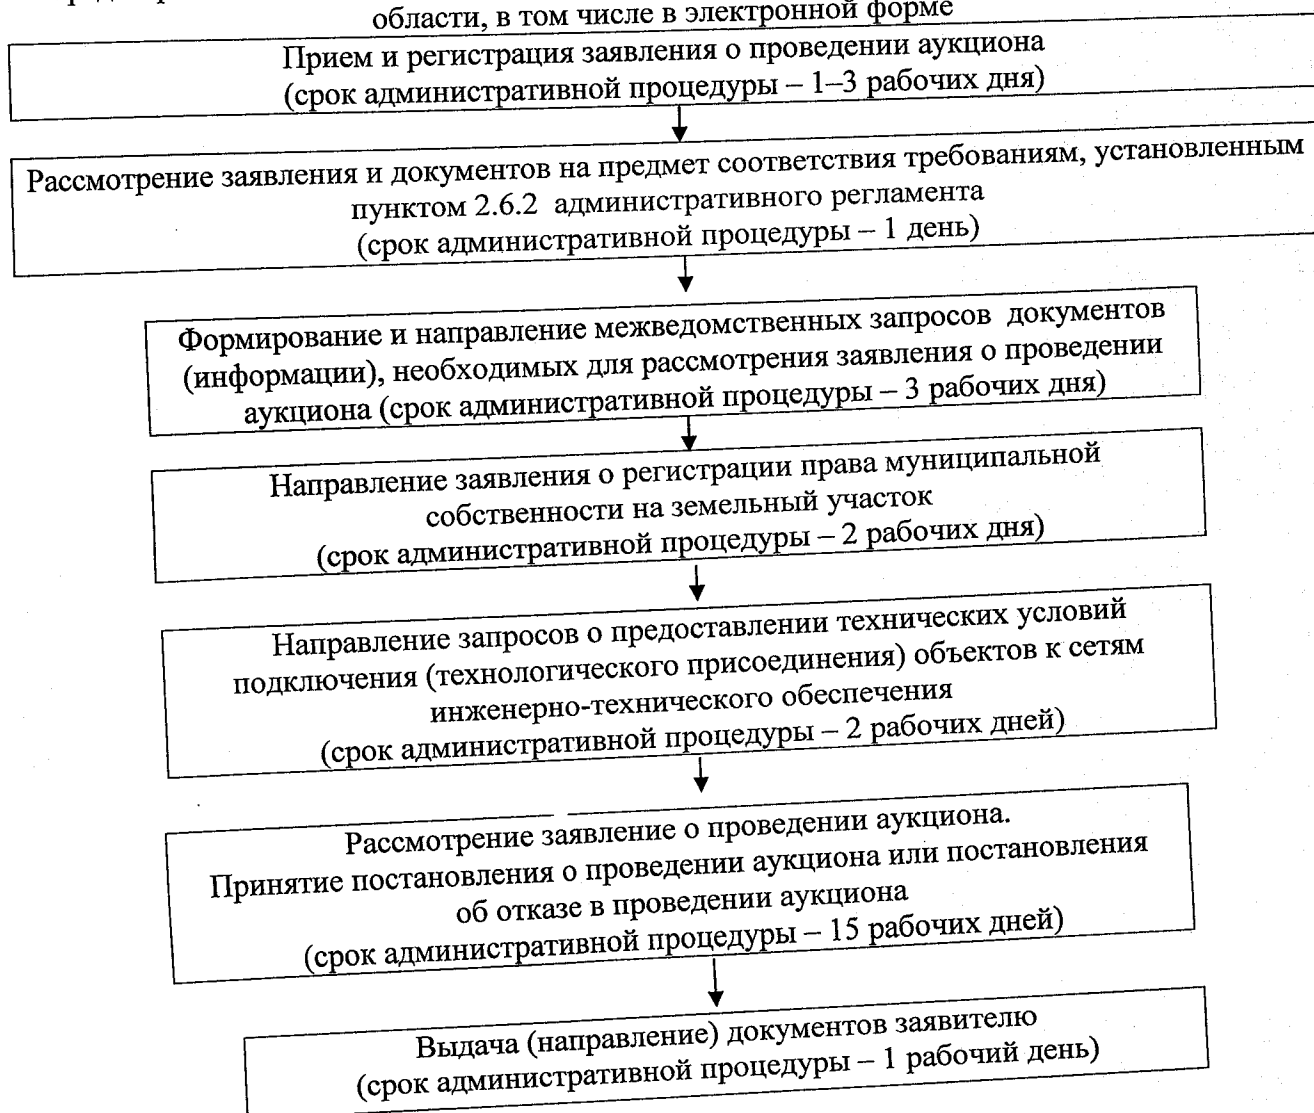 области, в том числе в электронной форме
Прием и регистрация заявления о проведении аукциона
(срок административной процедуры – 1–3 рабочих дня)
Рассмотрение заявления и документов на предмет соответствия требованиям, установленным
пунктом 2.6.2 административного регламента
(срок административной процедуры – 1 день)
Формирование и направление межведомственных запросов документов
(информации), необходимых для рассмотрения заявления о проведении
аукциона (срок административной процедуры – 3 рабочих дня)
Направление заявления о регистрации права муниципальной
собственности на земельный участок
(срок административной процедуры – 2 рабочих дня)
Направление запросов о предоставлении технических условий
подключения (технологического присоединения) объектов к сетям
инженерно-технического обеспечения
(срок административной процедуры – 2 рабочих дней)
Рассмотрение заявление о проведении аукциона.
Принятие постановления о проведении аукциона или постановления
об отказе в проведении аукциона
(срок административной процедуры – 15 рабочих дней)
Выдача (направление) документов заявителю
(срок административной процедуры – 1 рабочий день)